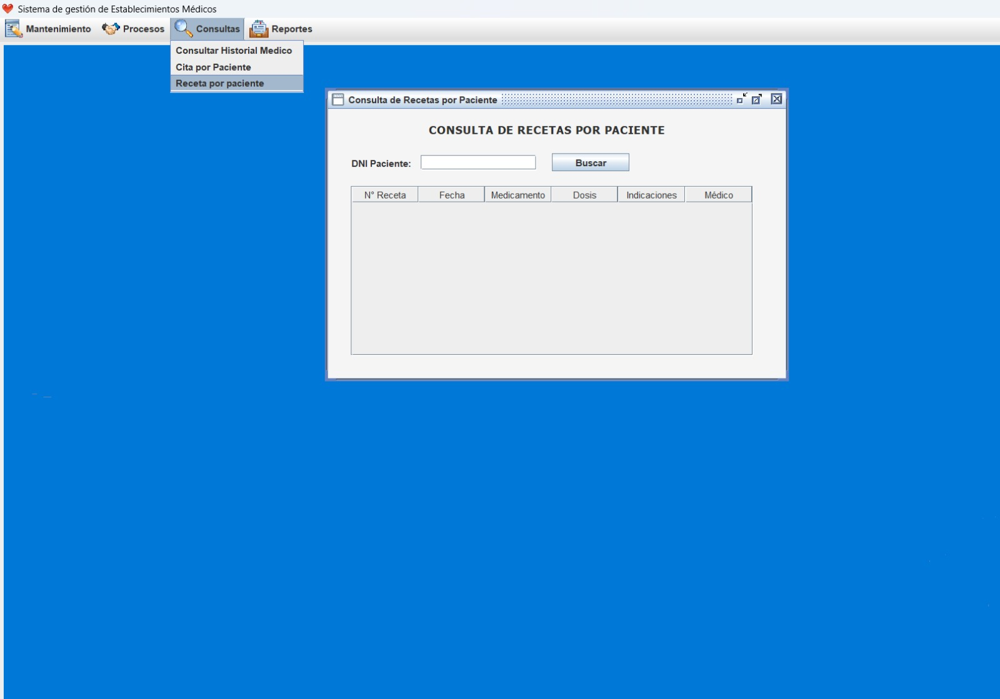 Sistema de gestión de Establecimientos Médicos
Mantenimiento Procesos Consultas Reportes
Consultar Historial Medico
Cita por Paciente
Receta por paciente
Consulta de Recetas por Paciente
CONSULTA DE RECETAS POR PACIENTE
DNI Paciente: Buscar
N° Receta Fecha Medicamento Dosis Indicaciones Médico